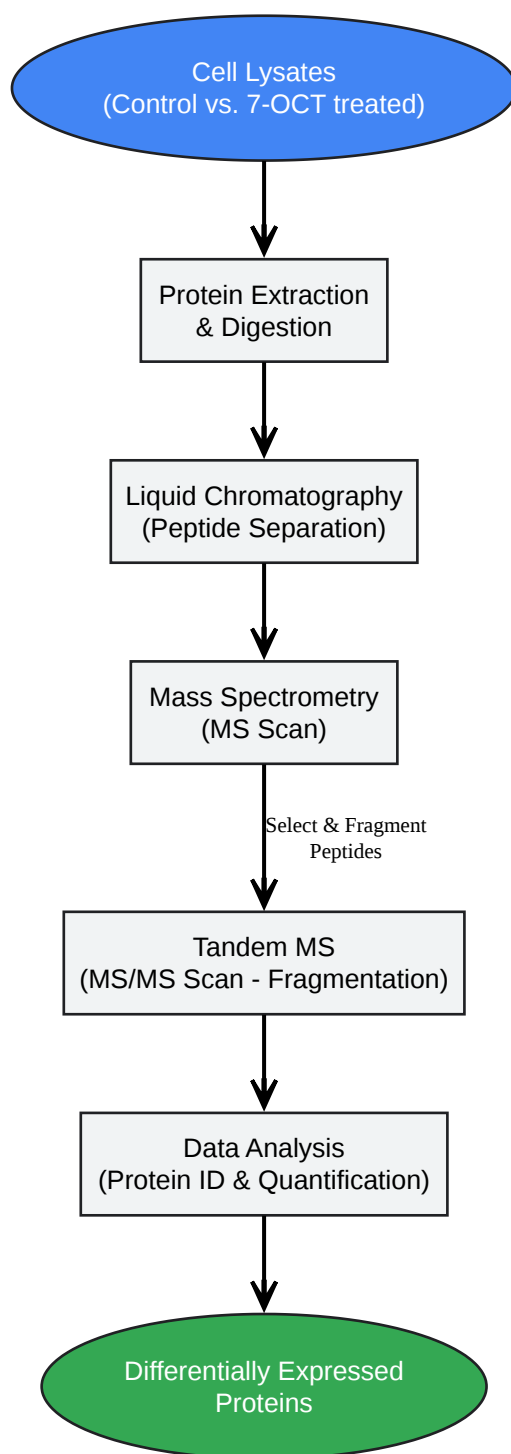 Cell Lysates
(Control vs. 7-OCT treated)
Protein Extraction
& Digestion
Liquid Chromatography
(Peptide Separation)
Mass Spectrometry
(MS Scan)
Select & Fragment
Peptides
Tandem MS
(MS/MS Scan - Fragmentation)
Data Analysis
(Protein ID & Quantification)
Differentially Expressed
Proteins